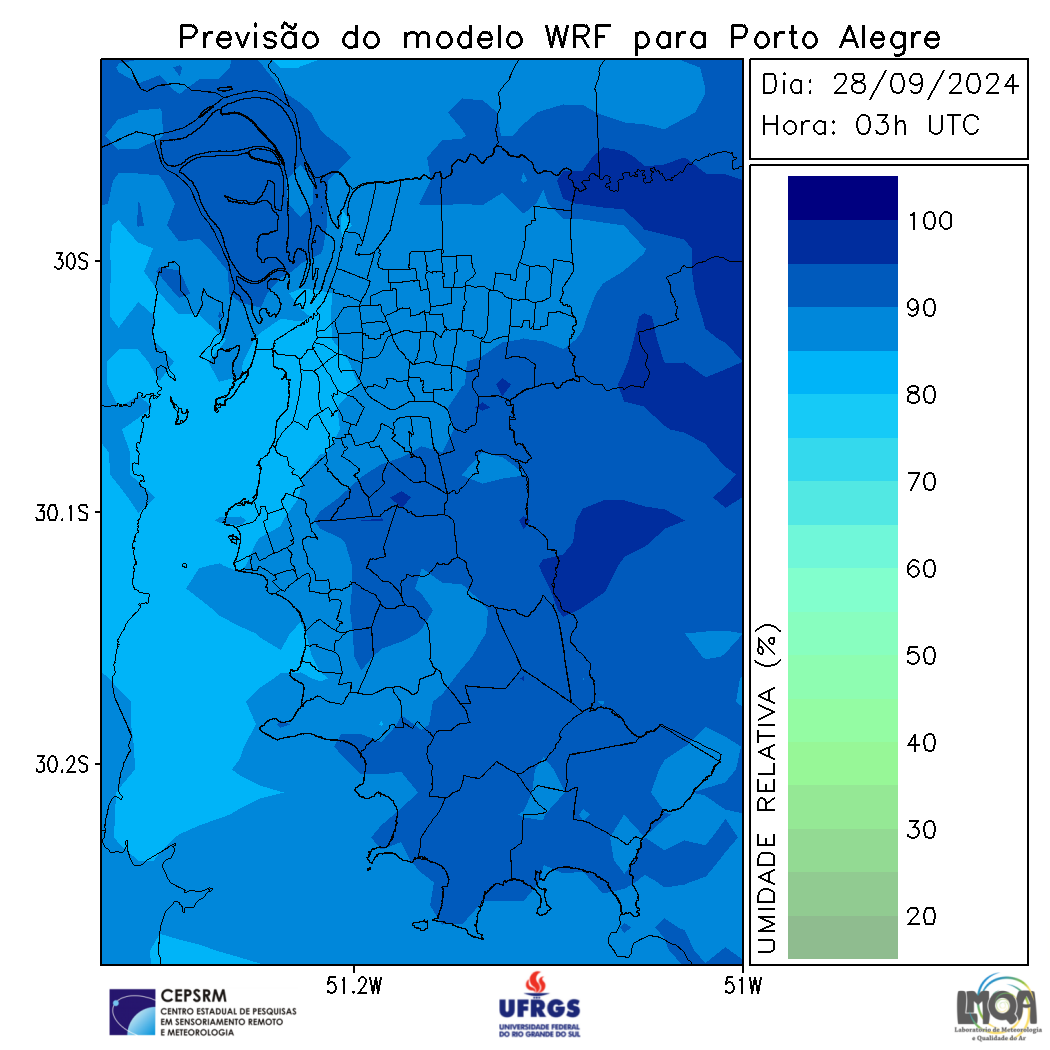 Previsão do modelo WRF para Porto Alegre
Dia: 28/09/2024
Hora: 03h UTC
100
90
80
70
60
50
40
30
20
UMIDADE RELATIVA (%)
30S
30.1S
30.2S
51.2W
51W
CEPSRM
CENTRO ESTADUAL DE PESQUISAS
EM SENSORIAMENTO REMOTO
E METEOROLOGIA
UFRGS
UNIVERSIDADE FEDERAL
DO RIO GRANDE DO SUL
LMQA
Laboratório de Meteorologia
e Qualidade do Ar